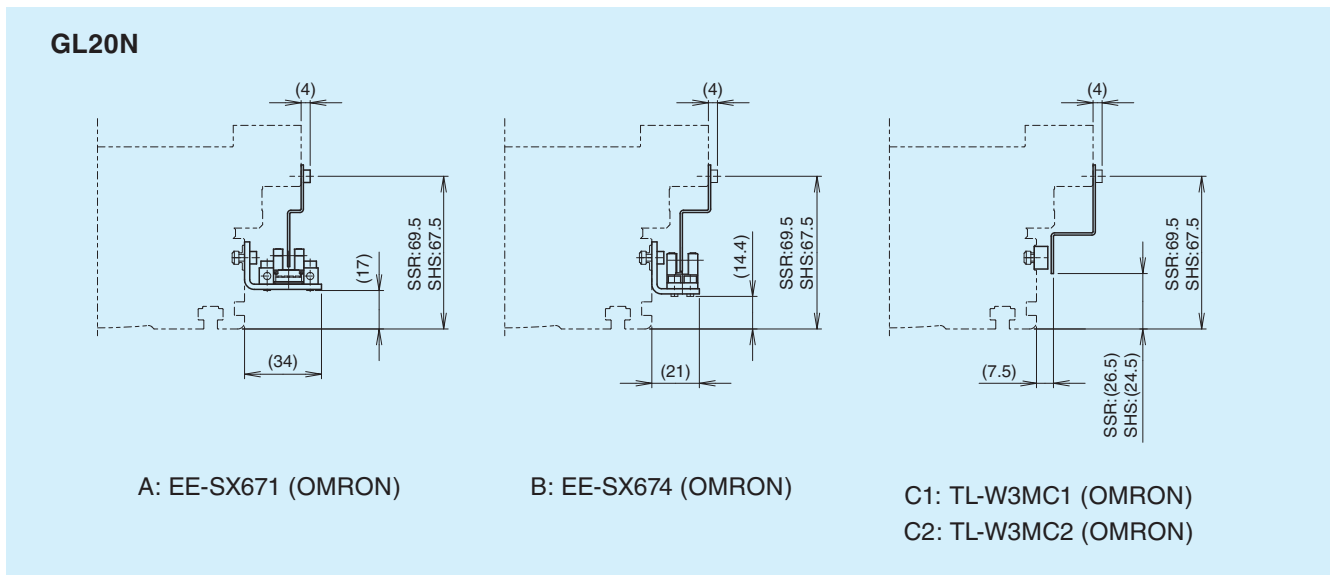 GL20N
(4)
SSR:69.5
SHS:67.5
(17)
(34)
A: EE-SX671 (OMRON)
(4)
SSR:69.5
SHS:67.5
(14.4)
(21)
B: EE-SX674 (OMRON)
(4)
SSR:69.5
SHS:67.5
(7.5)
SSR:(26.5)
SHS:(24.5)
C1: TL-W3MC1 (OMRON)
C2: TL-W3MC2 (OMRON)